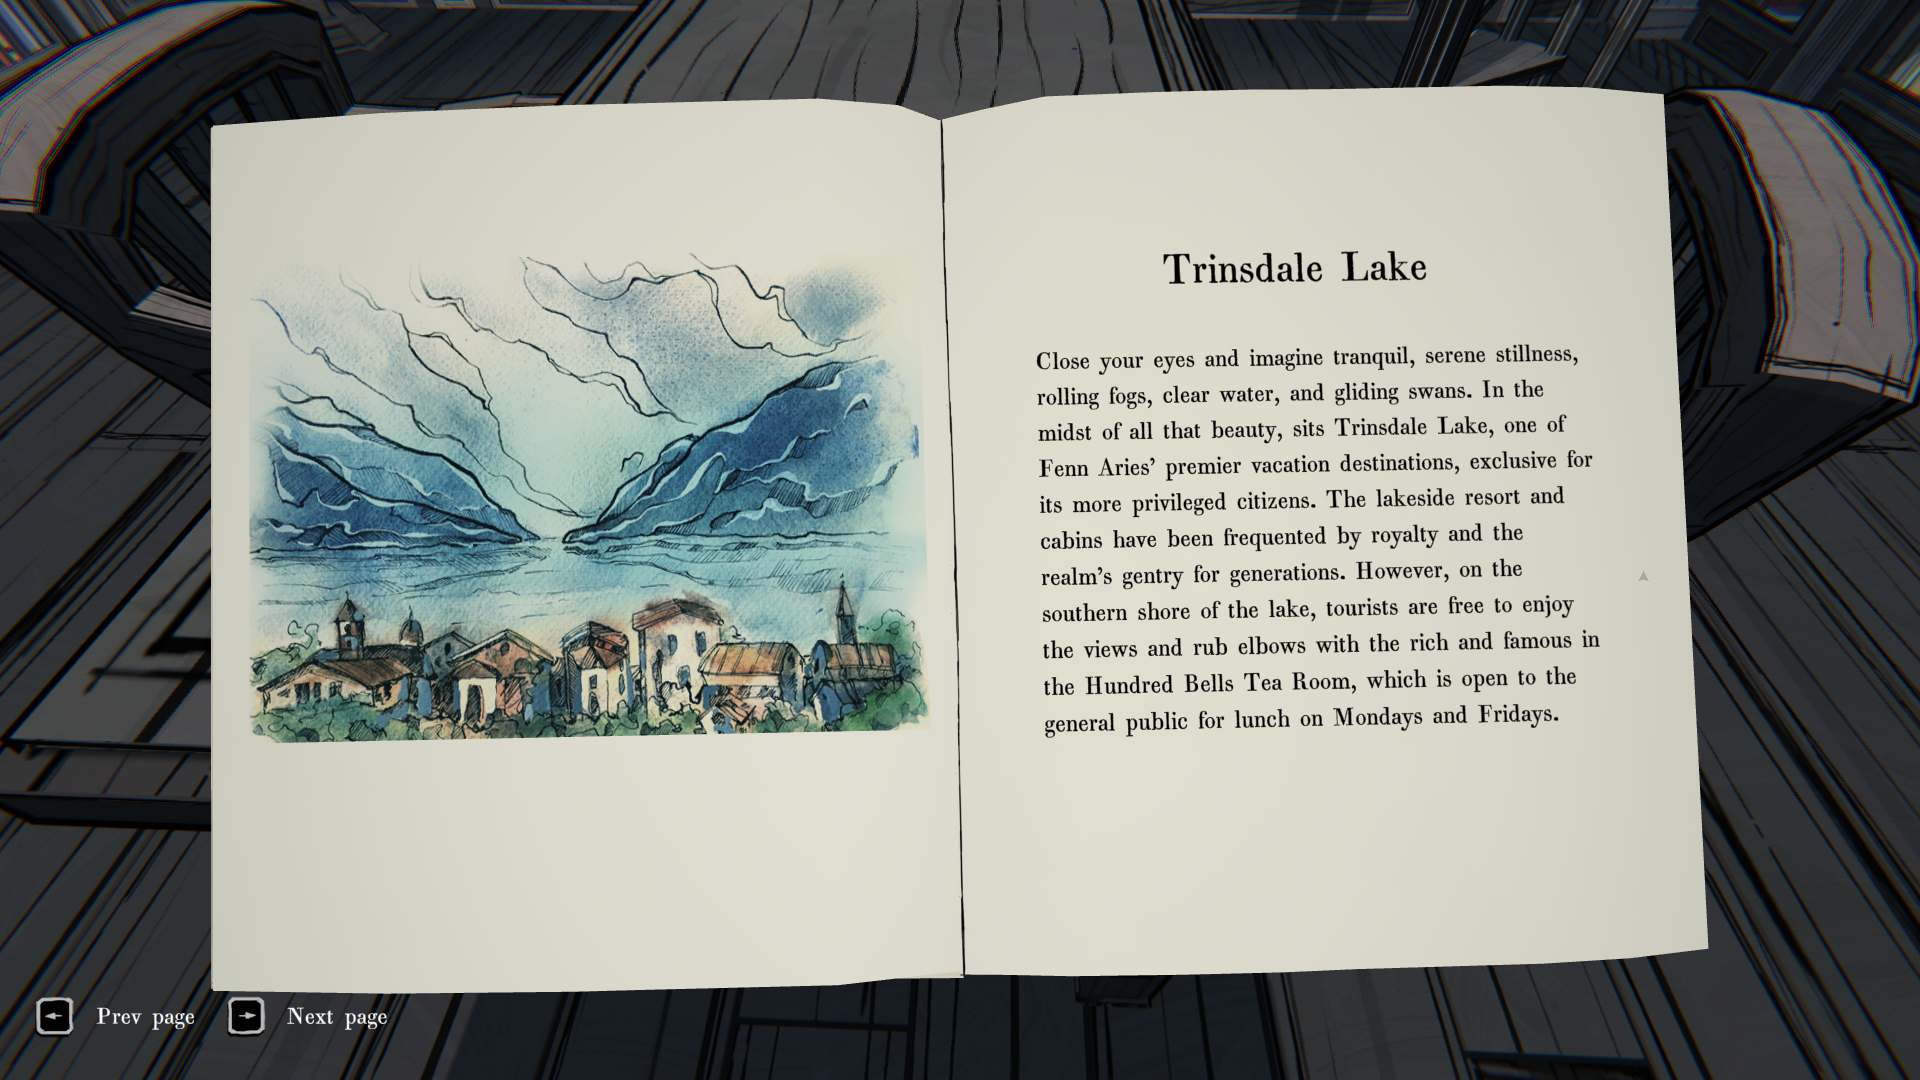 Trinsdale Lake
Close your eyes and imagine tranquil, serene stillness,
rolling fogs, clear water, and gliding swans. In the
midst of all that beauty, sits Trinsdale Lake, one of
Fenn Aries’ premier vacation destinations, exclusive for
its more privileged citizens. The lakeside resort and
cabins have been frequented by royalty and the
realm’s gentry for generations. However, on the
southern shore of the lake, tourists are free to enjoy
the views and rub elbows with the rich and famous in
the Hundred Bells Tea Room, which is open to the
general public for lunch on Mondays and Fridays.
Prev page
Next page